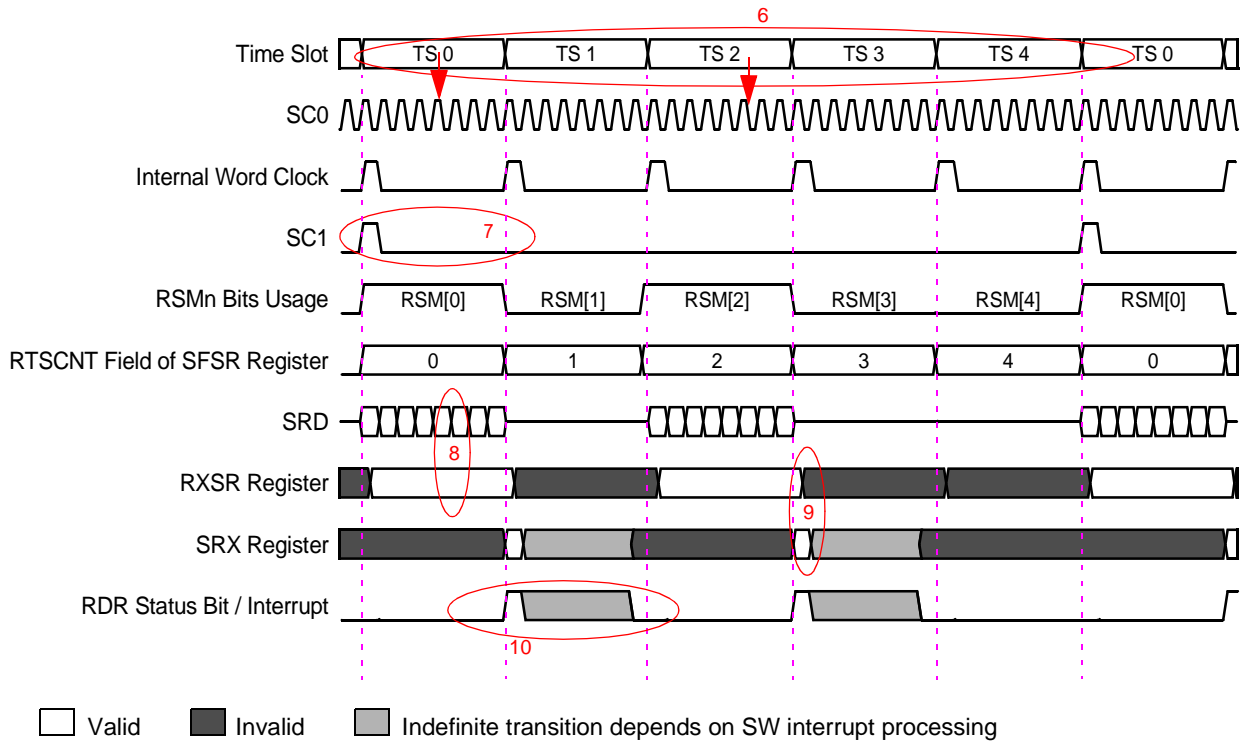 6
Time Slot TS 0 TS 1 TS 2 TS 3 TS 4 TS 0
SC0
Internal Word Clock
SC1 7
RSMn Bits Usage RSM[0] RSM[1] RSM[2] RSM[3] RSM[4] RSM[0]
RTSCNT Field of SFSR Register 0 1 2 3 4 0
SRD
8
RXSR Register
9
SRX Register
RDR Status Bit / Interrupt
10
Valid Invalid Indefinite transition depends on SW interrupt processing